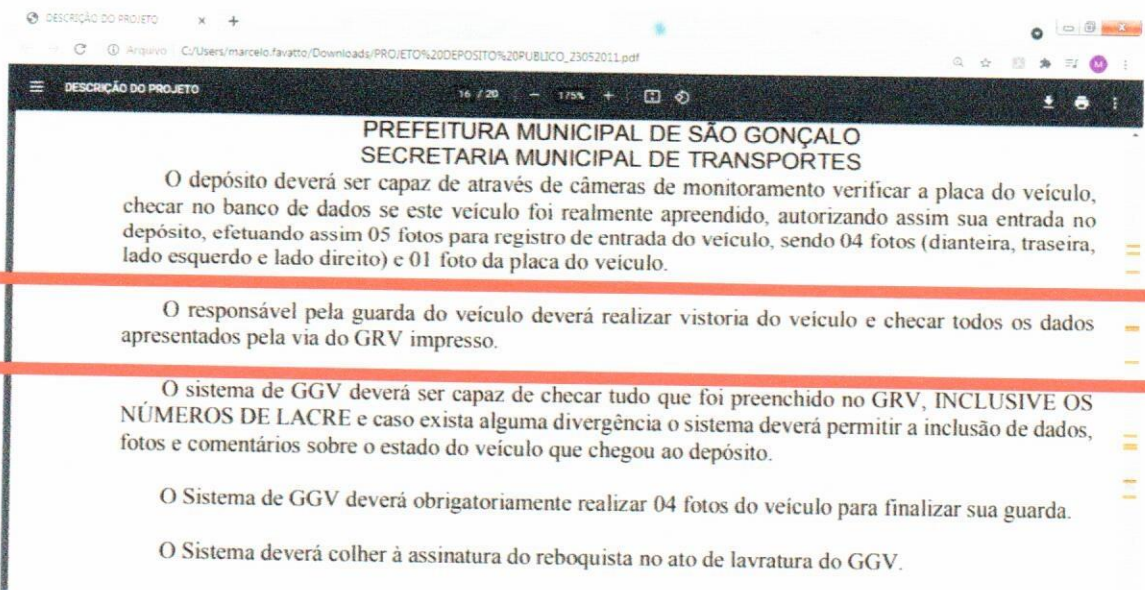 DESCRIÇÃO DO PROJETO × +
Arquivo C:/Users/marcelo.favatto/Downloads/PROJETO%20DEPOSITO%20PUBLICO_23052011.pdf M
DESCRIÇÃO DO PROJETO 16 / 20 − 175% +
PREFEITURA MUNICIPAL DE SÃO GONÇALO
SECRETARIA MUNICIPAL DE TRANSPORTES
O depósito deverá ser capaz de através de câmeras de monitoramento verificar a placa do veículo,
checar no banco de dados se este veículo foi realmente apreendido, autorizando assim sua entrada no
depósito, efetuando assim 05 fotos para registro de entrada do veículo, sendo 04 fotos (dianteira, traseira,
lado esquerdo e lado direito) e 01 foto da placa do veículo.
O responsável pela guarda do veículo deverá realizar vistoria do veículo e checar todos os dados
apresentados pela via do GRV impresso.
O sistema de GGV deverá ser capaz de checar tudo que foi preenchido no GRV, INCLUSIVE OS
NÚMEROS DE LACRE e caso exista alguma divergência o sistema deverá permitir a inclusão de dados,
fotos e comentários sobre o estado do veículo que chegou ao depósito.
O Sistema de GGV deverá obrigatoriamente realizar 04 fotos do veículo para finalizar sua guarda.
O Sistema deverá colher à assinatura do reboquista no ato de lavratura do GGV.